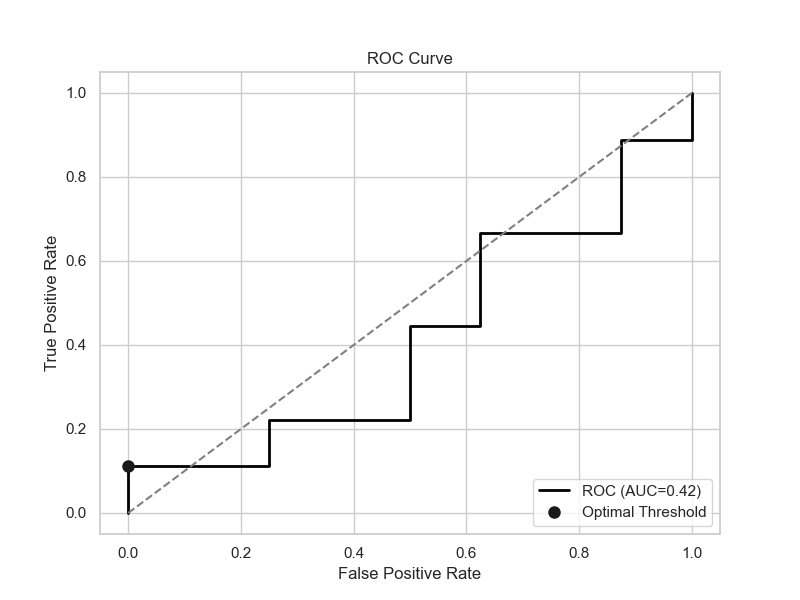 ROC Curve
True Positive Rate
1.0
0.8
0.6
0.4
0.2
0.0
0.0 0.2 0.4 0.6 0.8 1.0
False Positive Rate
ROC (AUC=0.42)
Optimal Threshold